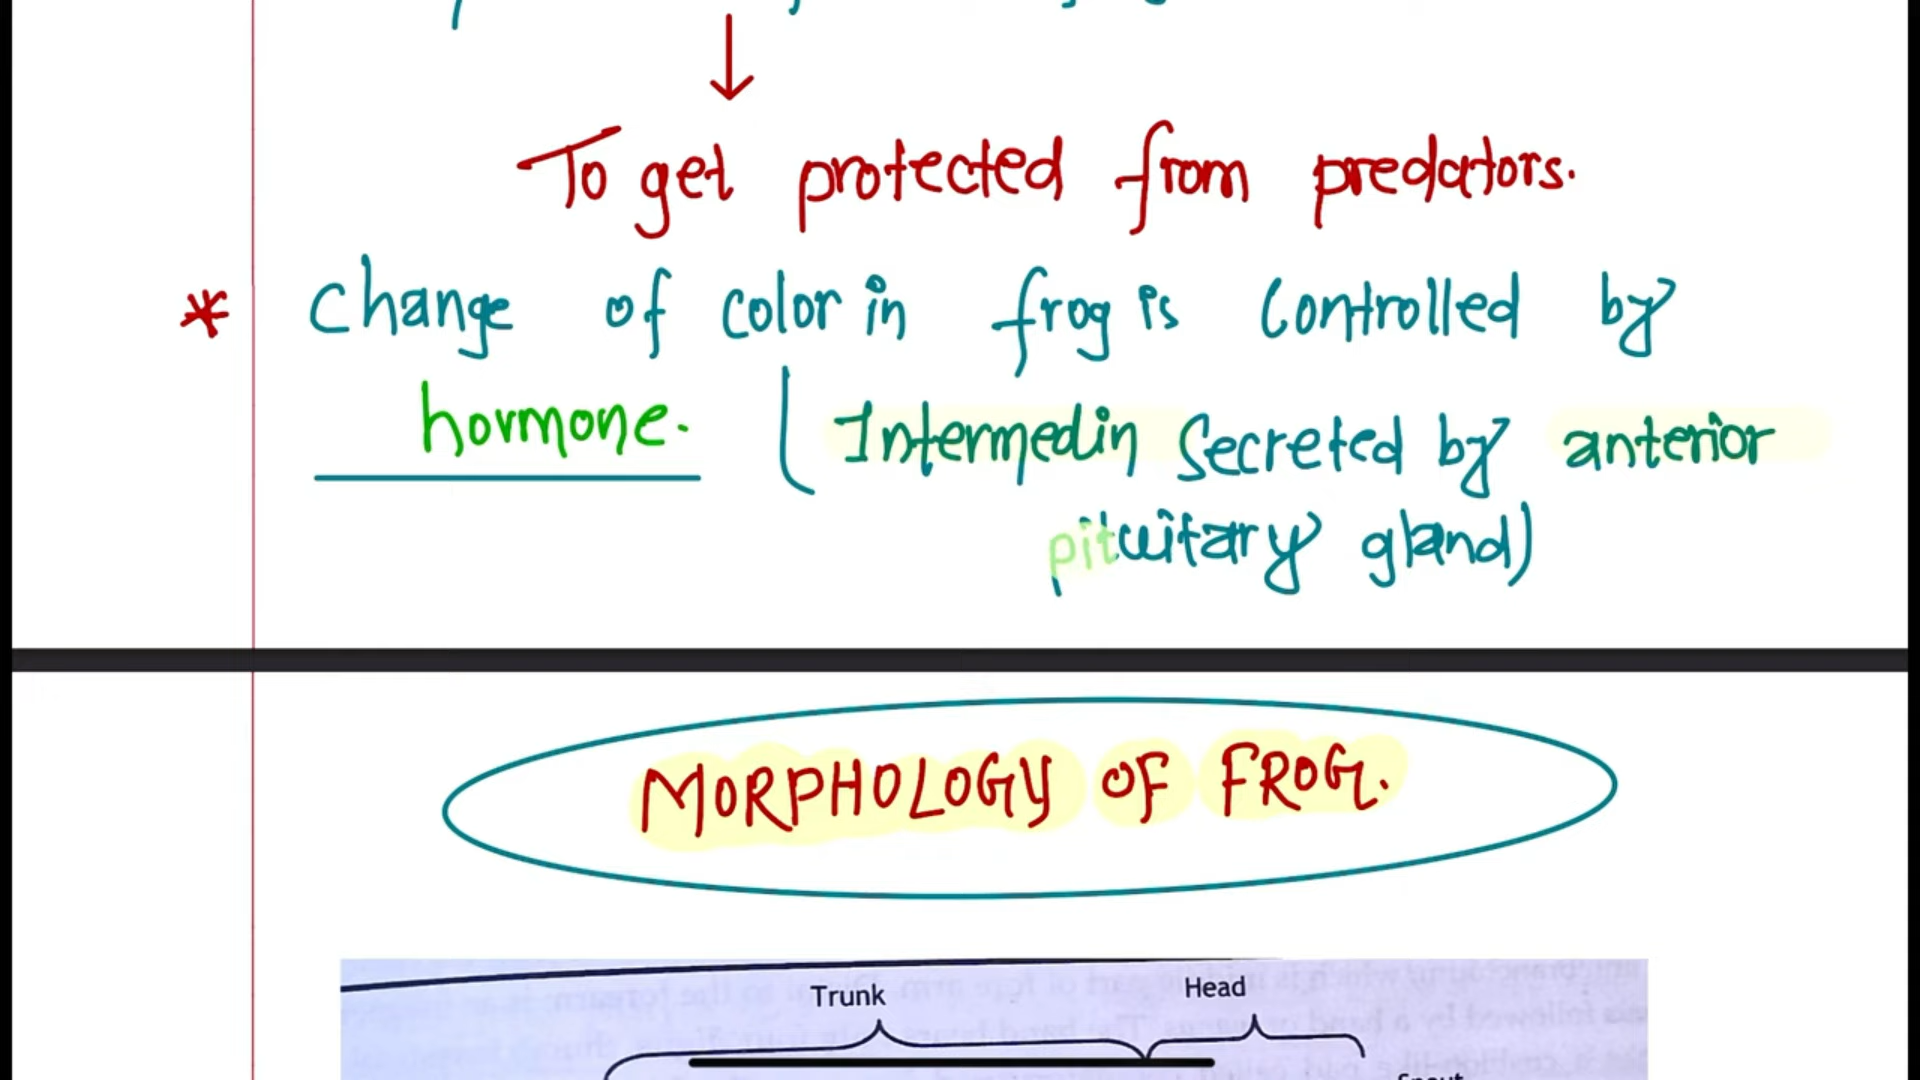 To get protected from predators.
* Change of color in frog is controlled by
hormone. (Intermedin secreted by anterior
pituitary gland)
MORPHOLOGY OF FROG.
Trunk Head